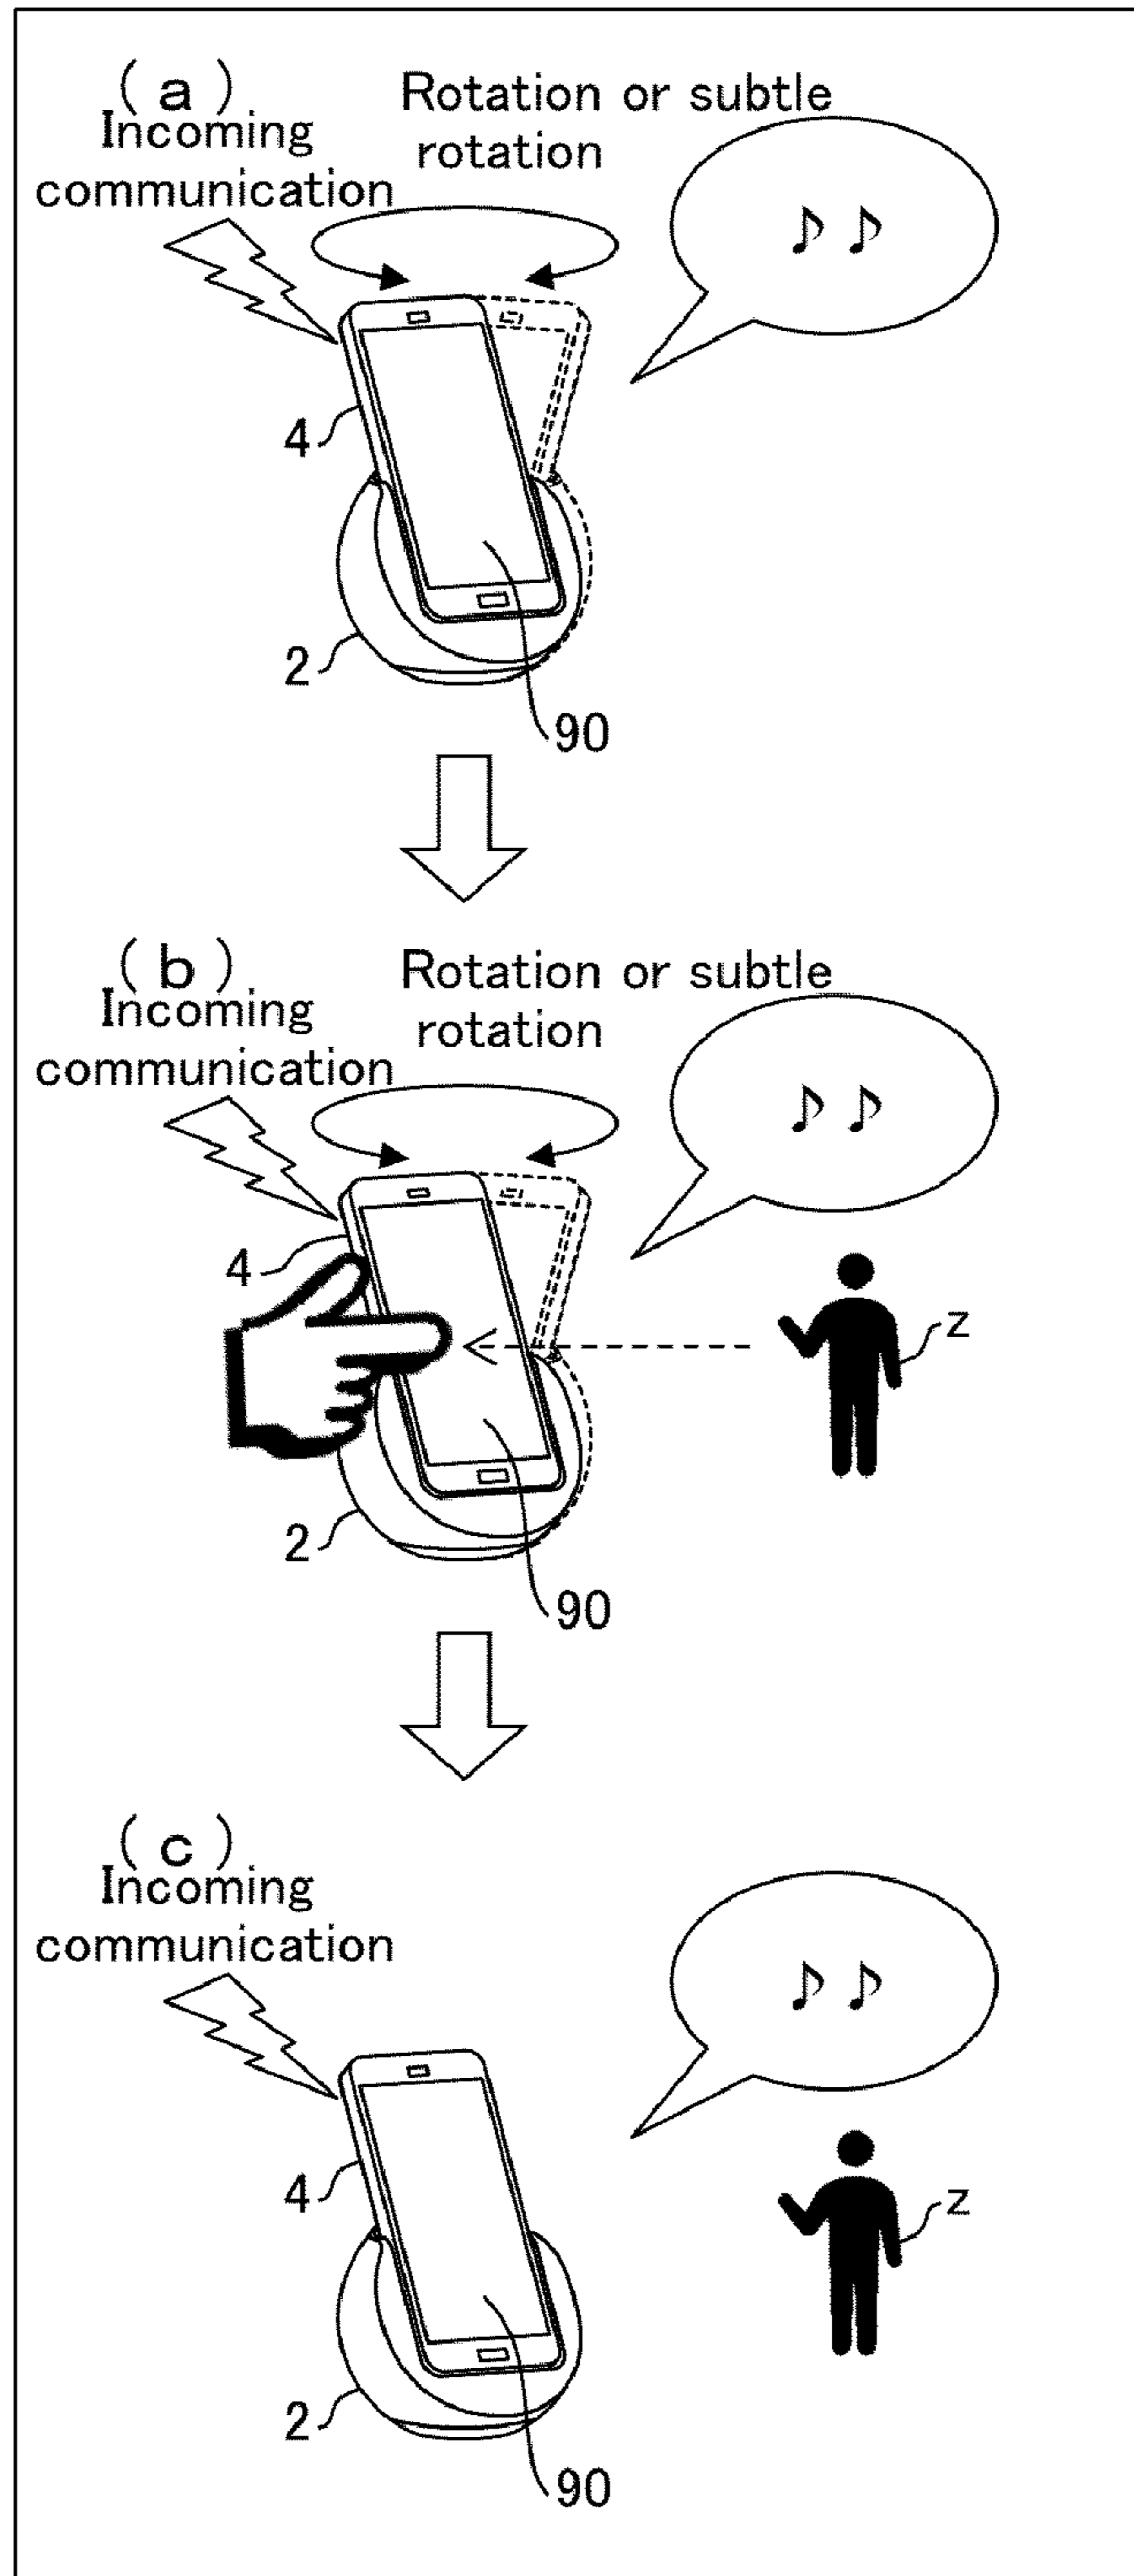 (a)
Incoming
communication
Rotation or subtle
rotation
♪♪
4
2
90
(b)
Incoming
communication
Rotation or subtle
rotation
♪♪
4
z
2
90
(c)
Incoming
communication
♪♪
4
z
2
90